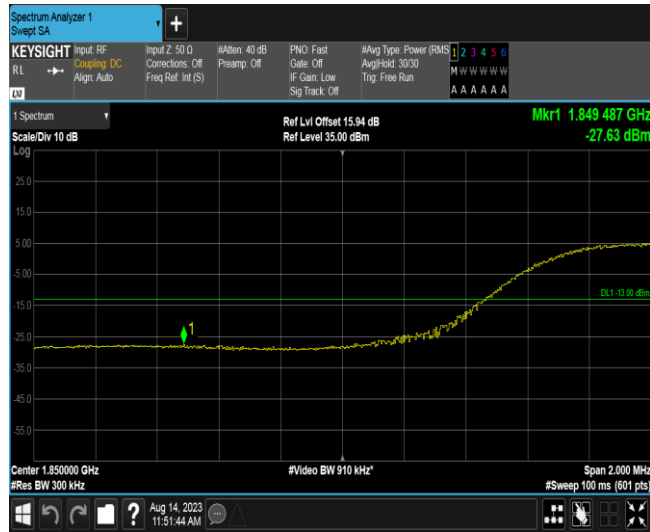 Spectrum Analyzer 1
Swept SA
KEYSIGHT
RL
LXI
Input: RF
Coupling: DC
Align: Auto
Input Z: 50 Ω
Corrections: Off
Freq Ref: Int (S)
#Atten: 40 dB
Preamp: Off
PNO: Fast
Gate: Off
IF Gain: Low
Sig Track: Off
#Avg Type: Power (RMS
Avg|Hold: 30/30
Trig: Free Run
1 2 3 4 5 6
M W W W W W
A A A A A A
1 Spectrum
Scale/Div 10 dB
Ref Lvl Offset 15.94 dB
Ref Level 35.00 dBm
Mkr1 1.849 487 GHz
-27.63 dBm
Log
25.0
15.0
5.00
-5.00
DL1 -13.00 dBm
-15.0
1
-25.0
-35.0
-45.0
-55.0
Center 1.850000 GHz
#Video BW 910 kHz*
Span 2.000 MHz
#Res BW 300 kHz
#Sweep 100 ms (601 pts)
?
Aug 14, 2023
11:51:44 AM